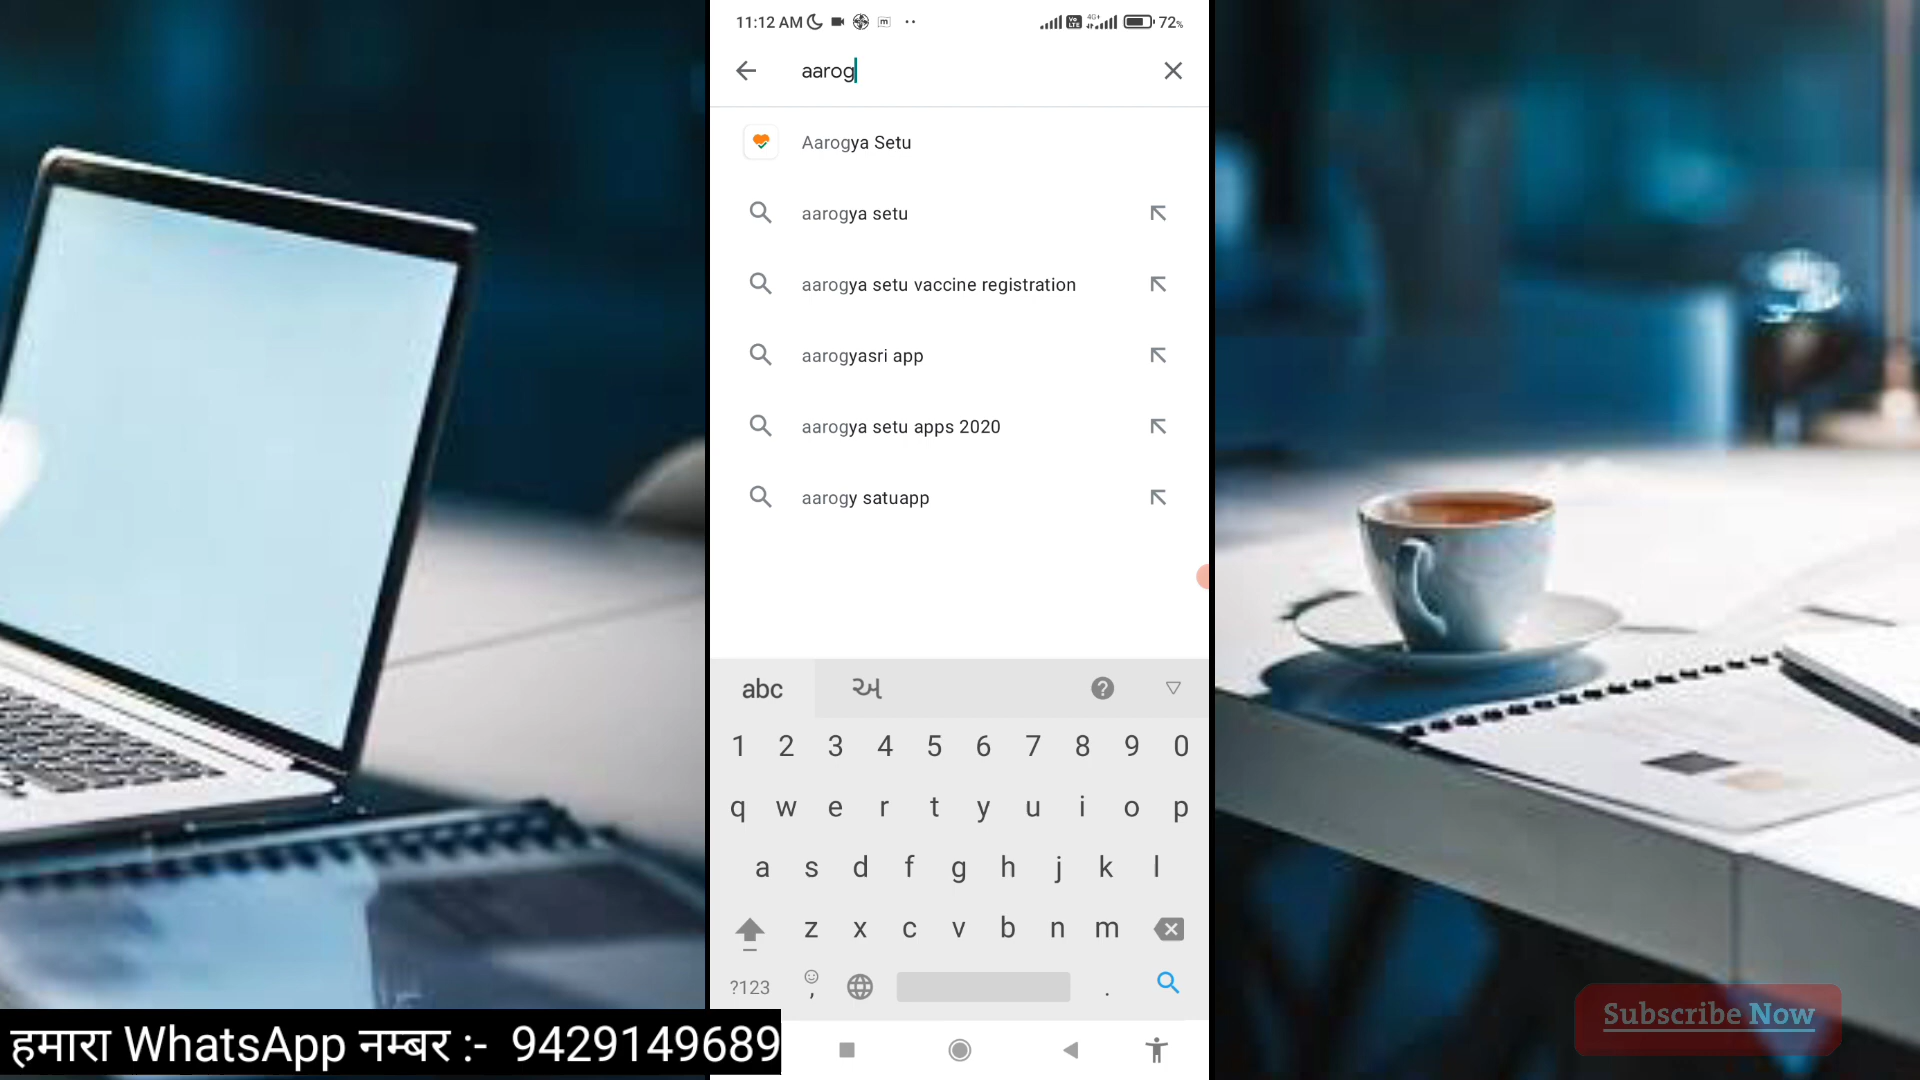 11:12 AM
4G+
72%
aarog
Aarogya Setu
aarogya setu
aarogya setu vaccine registration
aarogyasri app
aarogya setu apps 2020
aarogy satuapp
abc અ ?
1 2 3 4 5 6 7 8 9 0
q w e r t y u i o p
a s d f g h j k l
z x c v b n m
?123 , .
हमारा WhatsApp नम्बर :- 9429149689
Subscribe Now